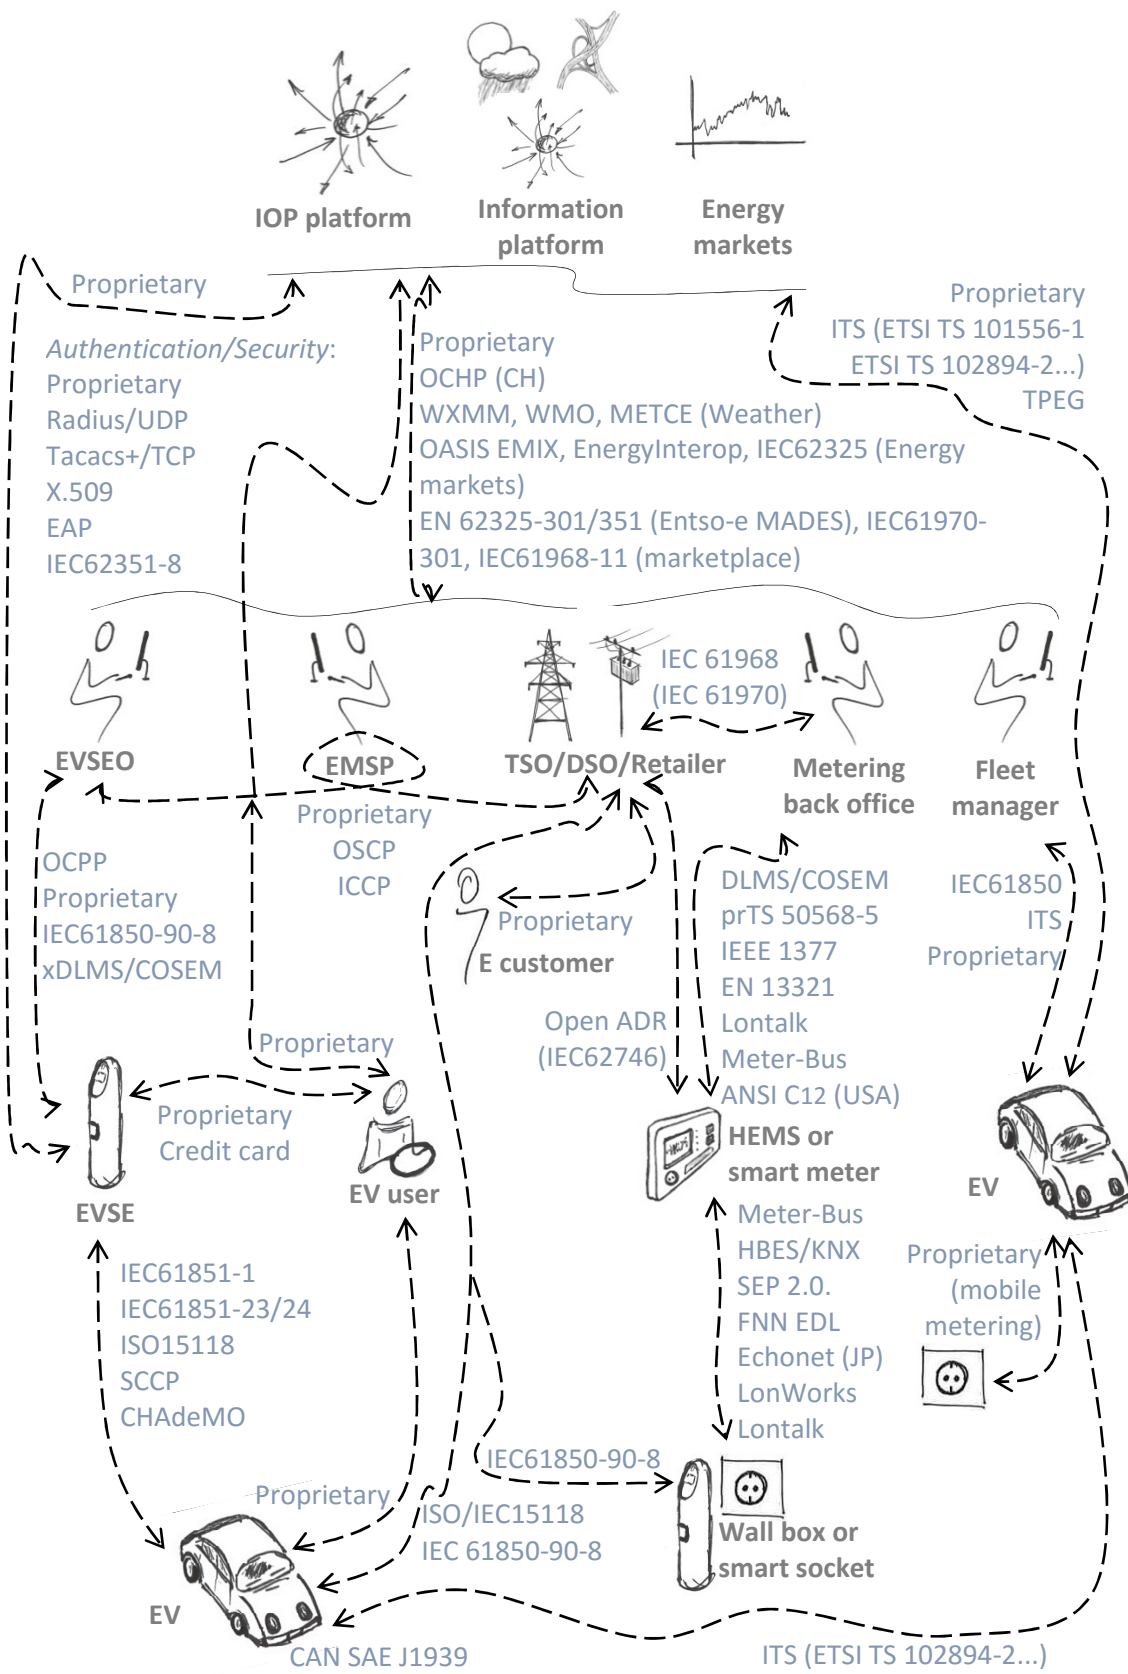 IOP platform
Information
platform
Energy
markets
Proprietary
Authentication/Security:
Proprietary
Radius/UDP
Tacacs+/TCP
X.509
EAP
IEC62351-8
Proprietary
OCHP (CH)
WXMM, WMO, METCE (Weather)
OASIS EMIX, EnergyInterop, IEC62325 (Energy
markets)
EN 62325-301/351 (Entso-e MADES), IEC61970-
301, IEC61968-11 (marketplace)
Proprietary
ITS (ETSI TS 101556-1
ETSI TS 102894-2...)
TPEG
IEC 61968
(IEC 61970)
EVSEO
EMSP
TSO/DSO/Retailer
Metering
back office
Fleet
manager
Proprietary
OSCP
ICCP
OCPP
Proprietary
IEC61850-90-8
xDLMS/COSEM
Proprietary
E customer
DLMS/COSEM
prTS 50568-5
IEEE 1377
EN 13321
Lontalk
Meter-Bus
ANSI C12 (USA)
IEC61850
ITS
Proprietary
Open ADR
(IEC62746)
Proprietary
Proprietary
Credit card
EVSE
EV user
HEMS or
smart meter
EV
IEC61851-1
IEC61851-23/24
ISO15118
SCCP
CHAdeMO
Meter-Bus
HBES/KNX
SEP 2.0.
FNN EDL
Echonet (JP)
LonWorks
Lontalk
Proprietary
(mobile
metering)
IEC61850-90-8
Proprietary
ISO/IEC15118
IEC 61850-90-8
Wall box or
smart socket
EV
CAN SAE J1939
ITS (ETSI TS 102894-2...)